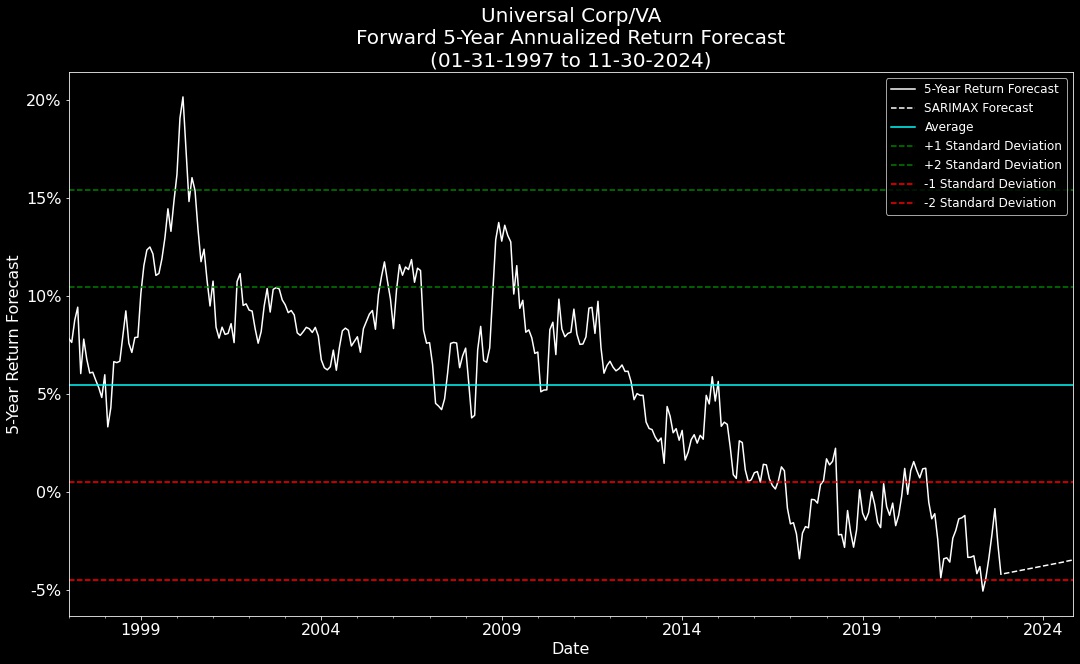 Universal Corp/VA
Forward 5-Year Annualized Return Forecast
(01-31-1997 to 11-30-2024)
5-Year Return Forecast
SARIMAX Forecast
Average
+1 Standard Deviation
+2 Standard Deviation
-1 Standard Deviation
-2 Standard Deviation
20%
15%
10%
5%
0%
-5%
5-Year Return Forecast
1999
2004
2009
2014
2019
2024
Date